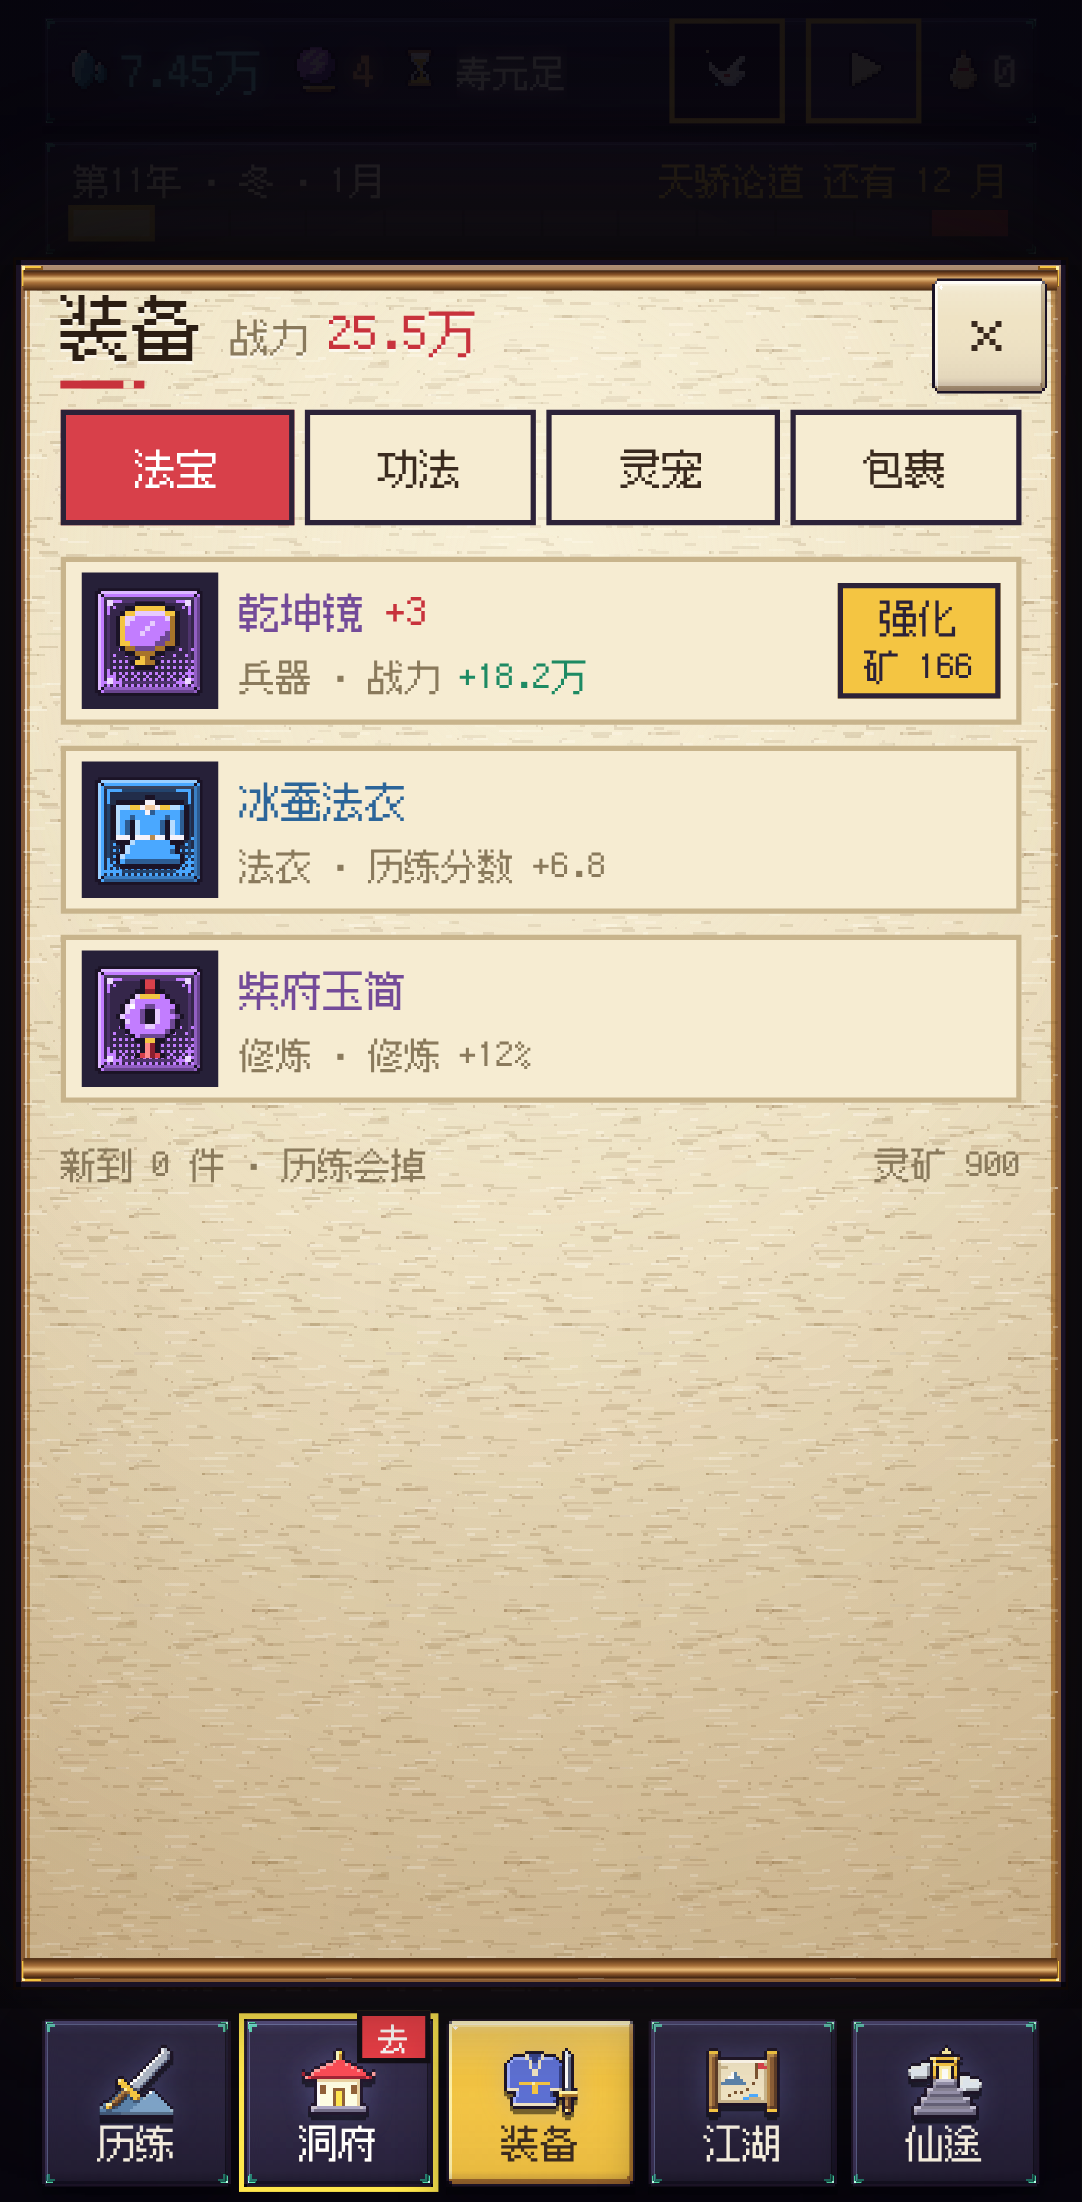 7.45万 4 寿元足 0
第11年 · 冬 · 1月 天骄论道 还有 12 月
装备 战力 25.5万 ×
法宝 功法 灵宠 包裹
乾坤镜 +3
兵器 · 战力 +18.2万
强化
矿 166
冰蚕法衣
法衣 · 历练分数 +6.8
紫府玉简
修炼 · 修炼 +12%
新到 0 件 · 历练会掉 灵矿 900
去
历练 洞府 装备 江湖 仙途